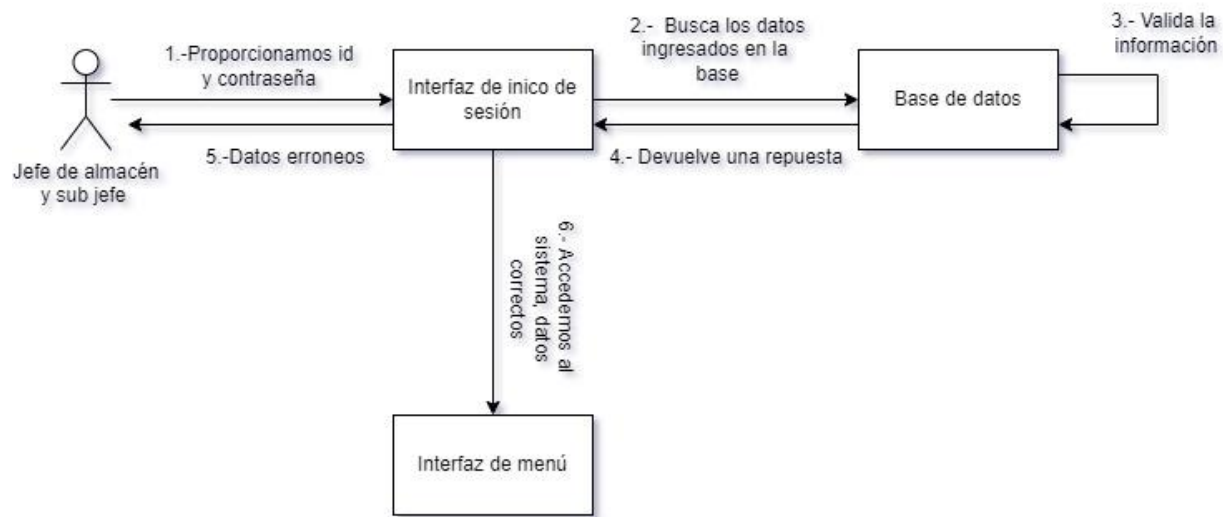 1.-Proporcionamos id
y contraseña
2.- Busca los datos
ingresados en la
base
3.- Valida la
información
Interfaz de inico de
sesión
Base de datos
5.-Datos erroneos
4.- Devuelve una repuesta
Jefe de almacén
y sub jefe
6.- Accedemos al
sistema, datos
correctos
Interfaz de menú